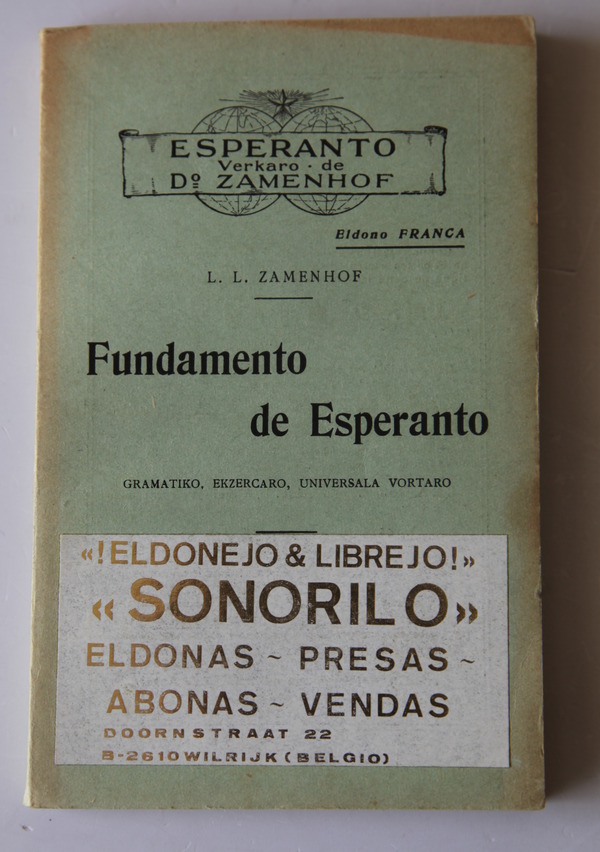 ESPERANTO
Verkaro · de
Dº ZAMENHOF
Eldono FRANCA
L. L. ZAMENHOF
Fundamento
de Esperanto
GRAMATIKO, EKZERCARO, UNIVERSALA VORTARO
«!ELDONEJO & LIBREJO!»
« SONORILO »
ELDONAS ~ PRESAS ~
ABONAS ~ VENDAS
DOORNSTRAAT 22
B-2610 WILRIJK (BELGIO)